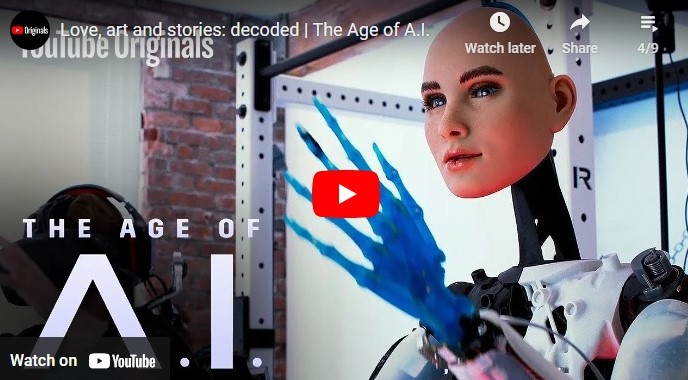 Originals
Love, art and stories: decoded | The Age of A.I.
YouTube Originals
Watch later
Share
4/9
R
THE AGE OF
A.I.
Watch on YouTube